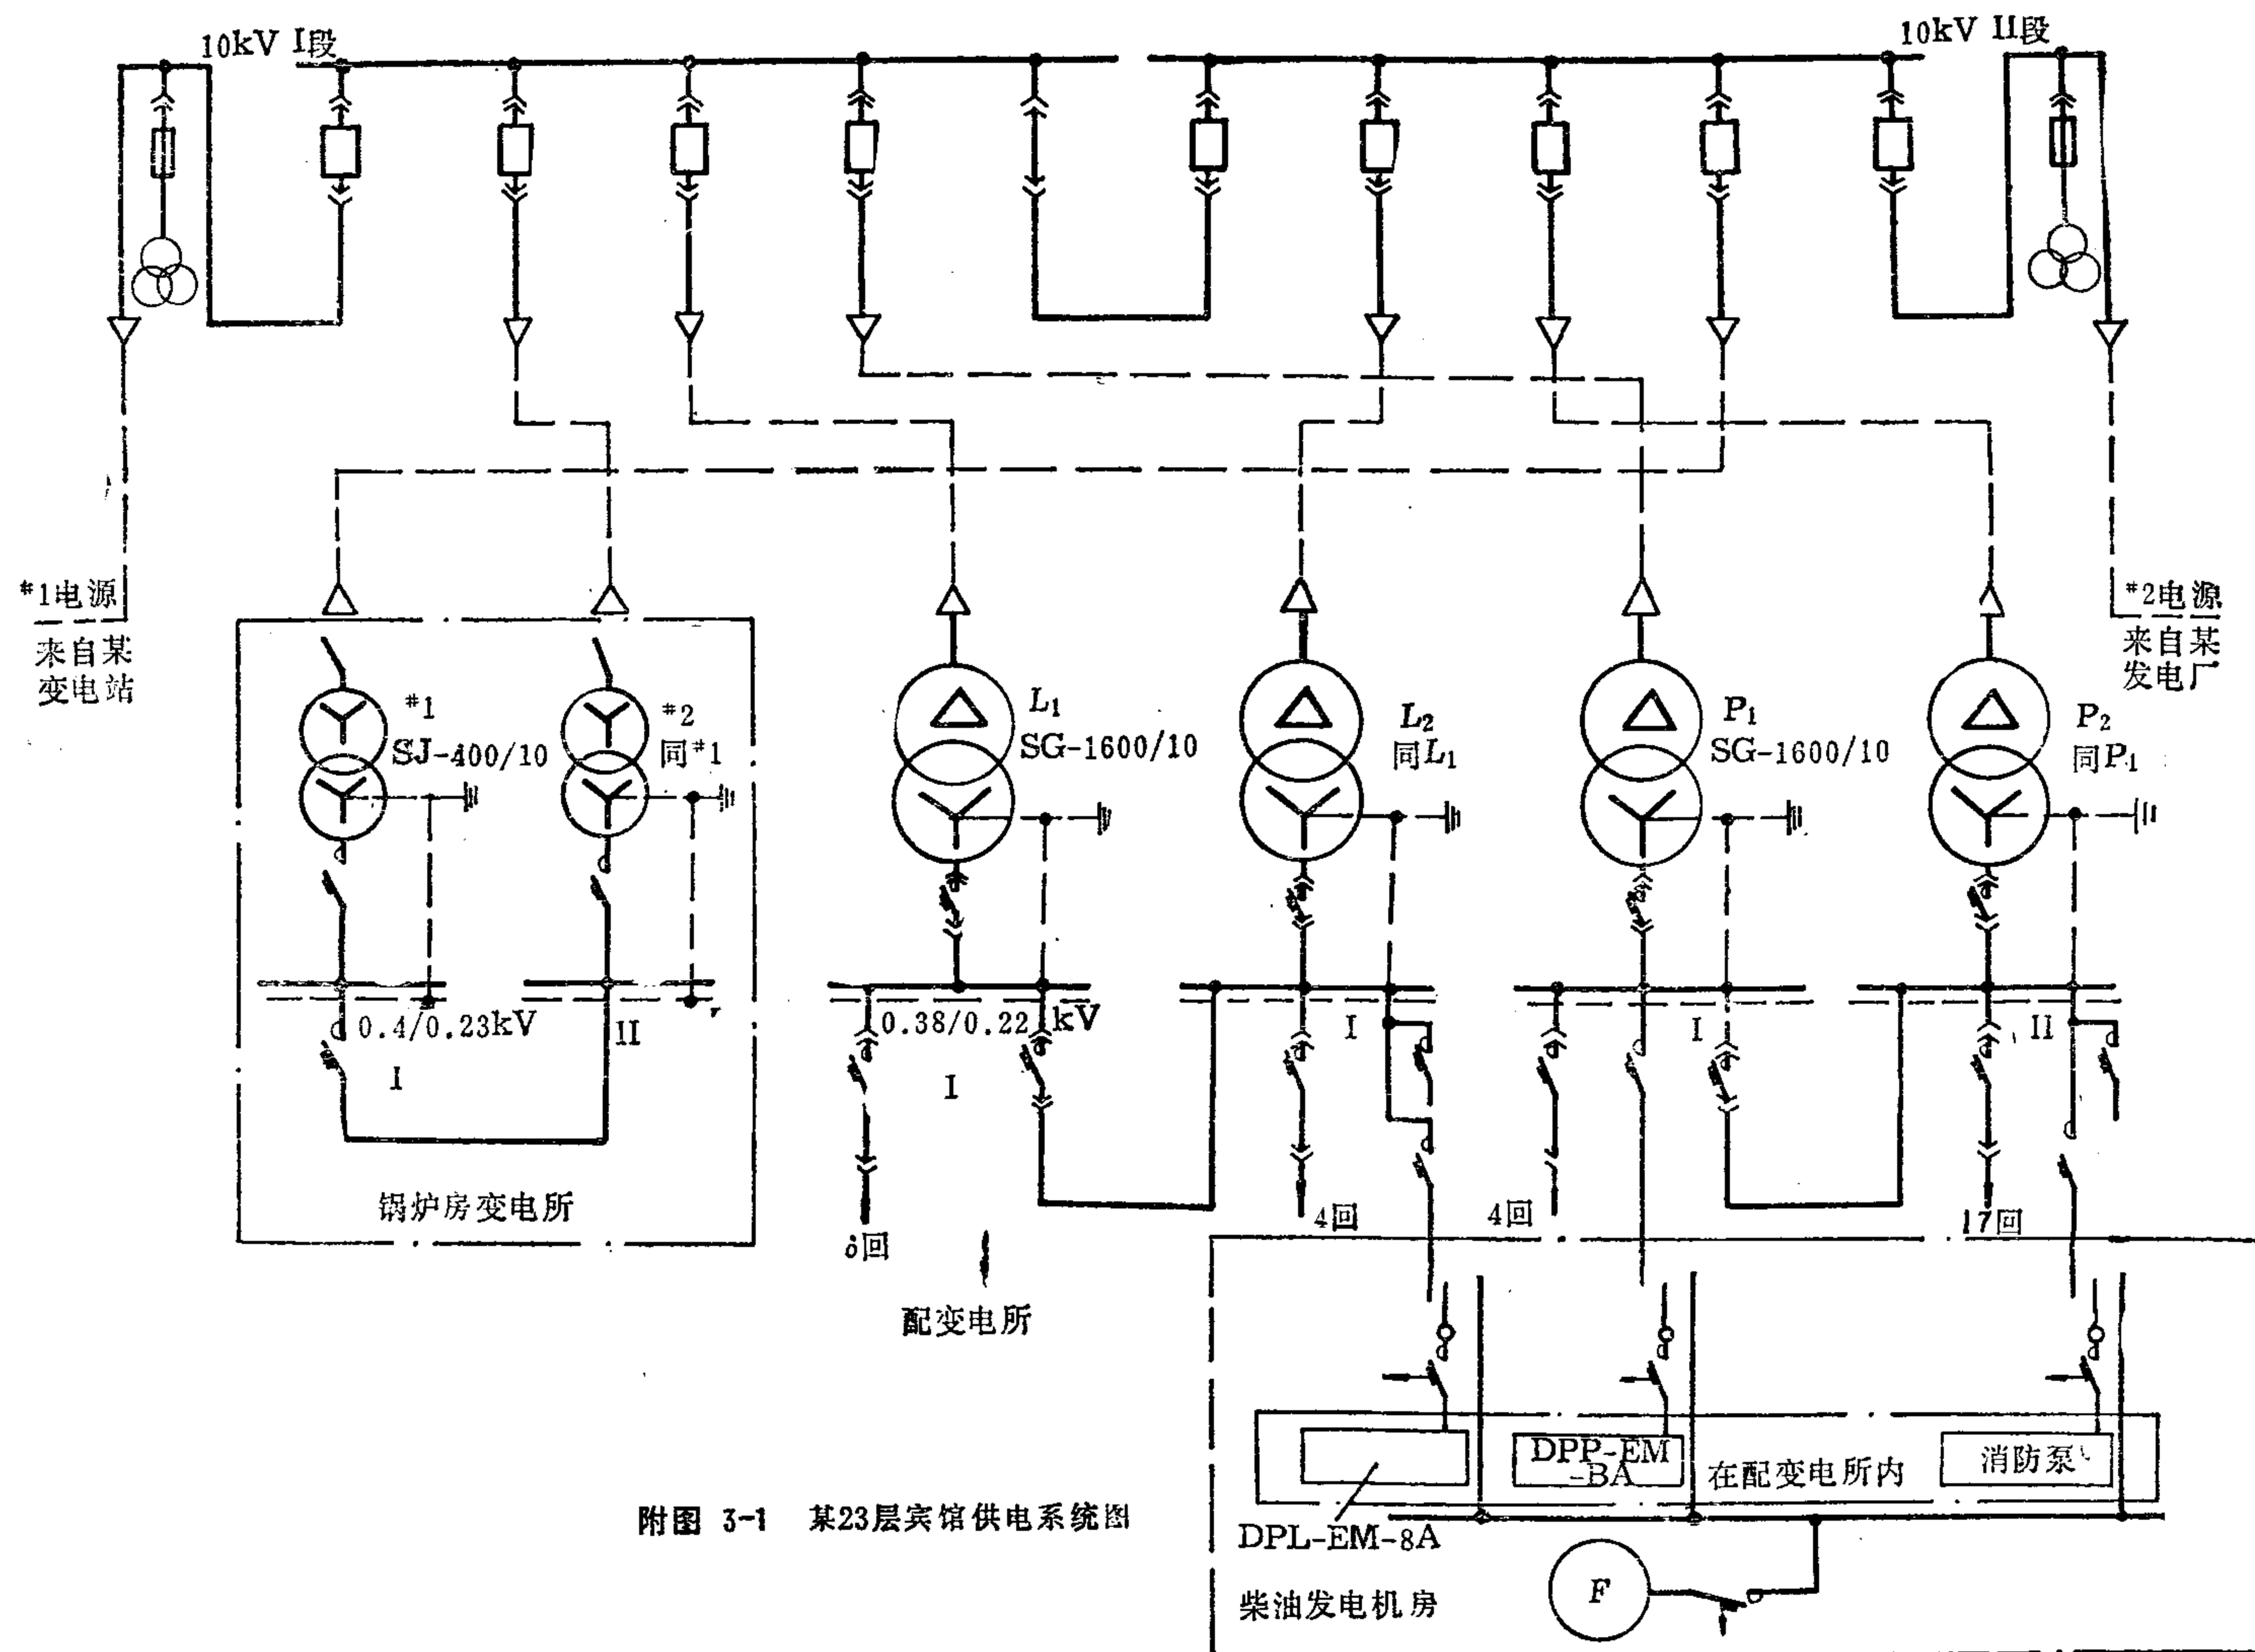 10kV I段
10kV II段
#1电源
来自某
变电站
#2电源
来自某
发电厂
#1
SJ-400/10
#2
同#1
L1
SG-1600/10
L2
同L1
P1
SG-1600/10
P2
同P1
0.4/0.23kV
I
II
0.38/0.22 kV
I
I
I
II
锅炉房变电所
回
4回
4回
17回
配变电所
DPP-EM
-BA
在配变电所内
消防泵
DPL-EM-8A
柴油发电机房
F
附图 3-1 某23层宾馆供电系统图